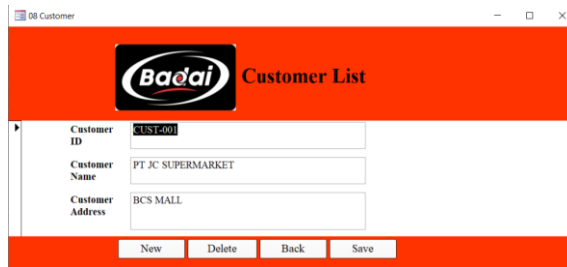 08 Customer
Badai
Customer List
Customer ID
CUST-001
Customer Name
PT JC SUPERMARKET
Customer Address
BCS MALL
New Delete Back Save